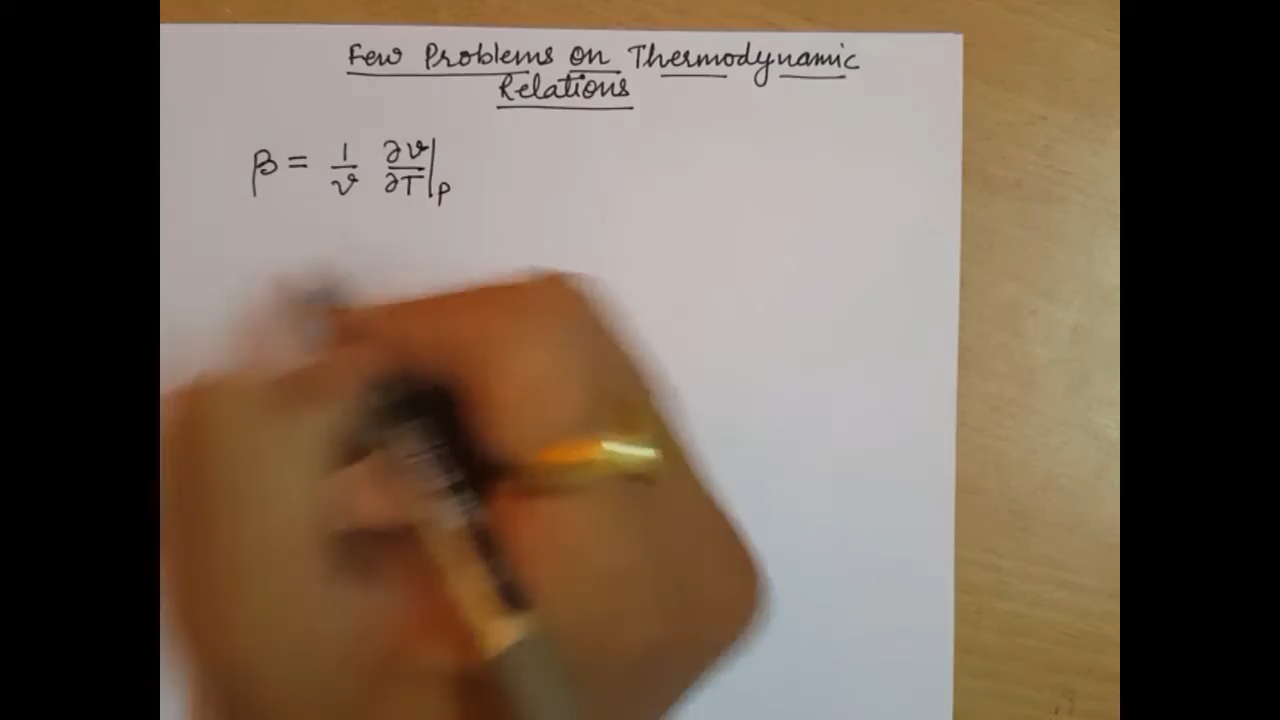 Few Problems on Thermodynamic
Relations
β = 1/v ∂v/∂T|p